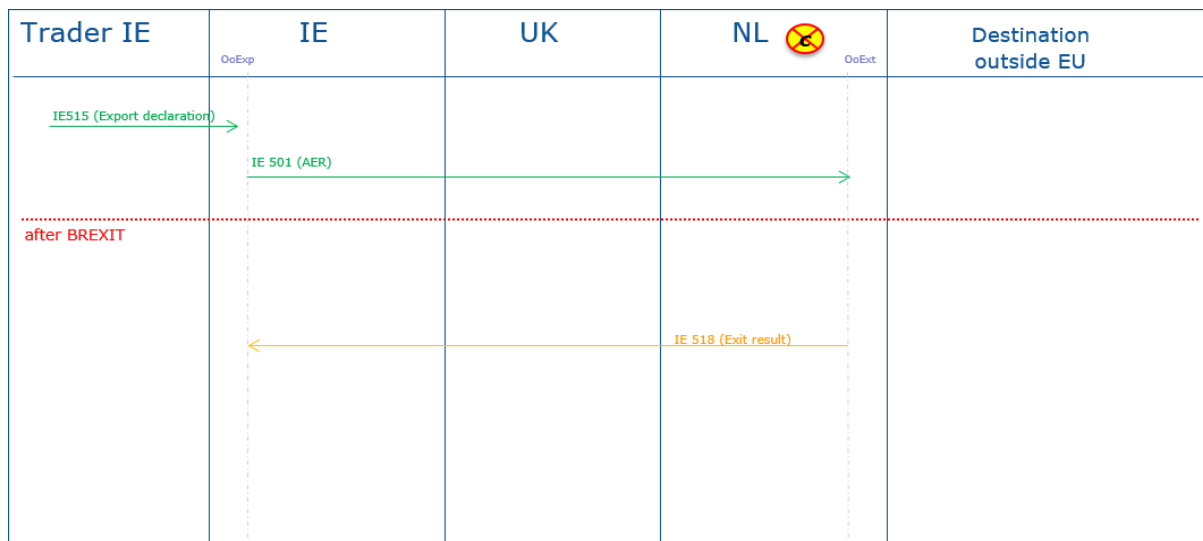 Trader IE
IE
UK
NL
c
Destination
outside EU
OoExp
OoExt
IE515 (Export declaration)
IE 501 (AER)
after BREXIT
IE 518 (Exit result)